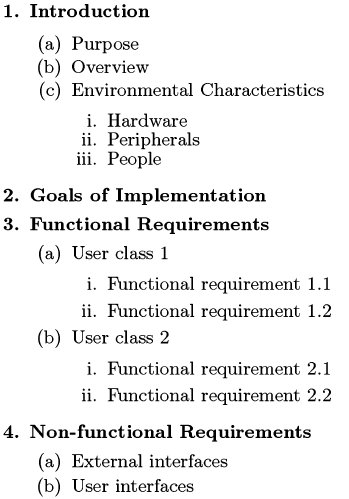 1. Introduction
(a) Purpose
(b) Overview
(c) Environmental Characteristics
i. Hardware
ii. Peripherals
iii. People
2. Goals of Implementation
3. Functional Requirements
(a) User class 1
i. Functional requirement 1.1
ii. Functional requirement 1.2
(b) User class 2
i. Functional requirement 2.1
ii. Functional requirement 2.2
4. Non-functional Requirements
(a) External interfaces
(b) User interfaces